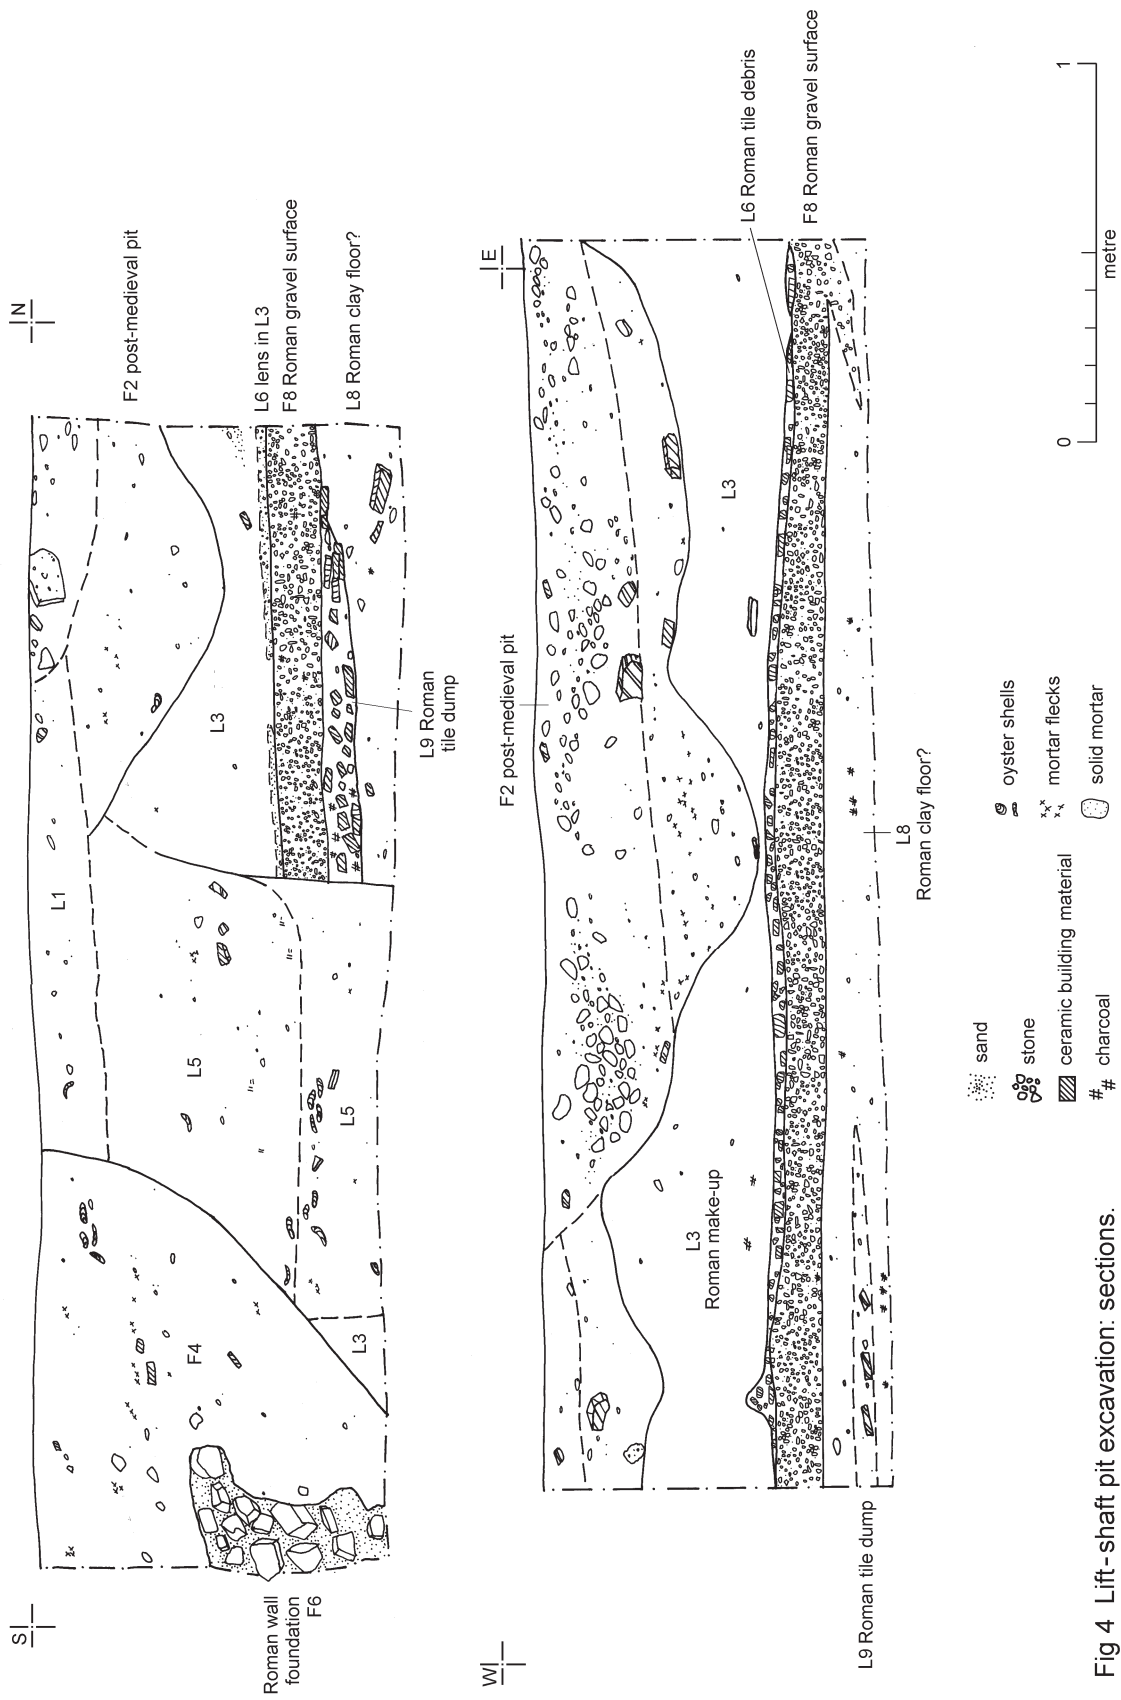 S
N
F2 post-medieval pit
L6 lens in L3
F8 Roman gravel surface
L8 Roman clay floor?
L1
L3
L5
L5
F4
L3
L9 Roman
tile dump
Roman wall
foundation
F6
W
E
F2 post-medieval pit
L6 Roman tile debris
F8 Roman gravel surface
L3
L3
Roman make-up
L8
Roman clay floor?
L9 Roman tile dump
sand
stone
ceramic building material
charcoal
oyster shells
mortar flecks
solid mortar
0
1
metre
Fig 4 Lift-shaft pit excavation: sections.